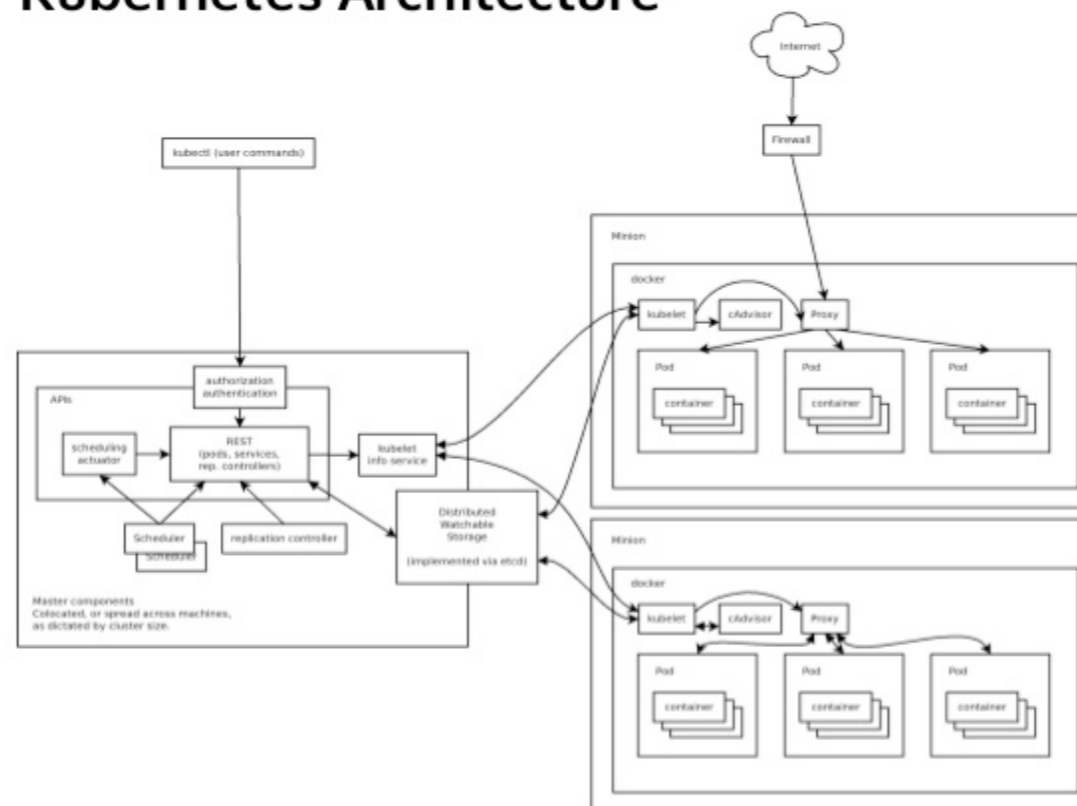 Kubernetes Architecture
Internet
Firewall
kubectl (user commands)
Minion
docker
kubelet
cAdvisor
Proxy
Pod
container
Pod
container
Pod
container
authorization
authentication
APIs
scheduling
actuator
REST
(pods, services,
rep. controllers)
kubelet
info service
Distributed
Watchable
Storage
(implemented via etcd)
Scheduler
Scheduler
replication controller
Master components
Colocated, or spread across machines,
as dictated by cluster size.
Minion
docker
kubelet
cAdvisor
Proxy
Pod
container
Pod
container
Pod
container